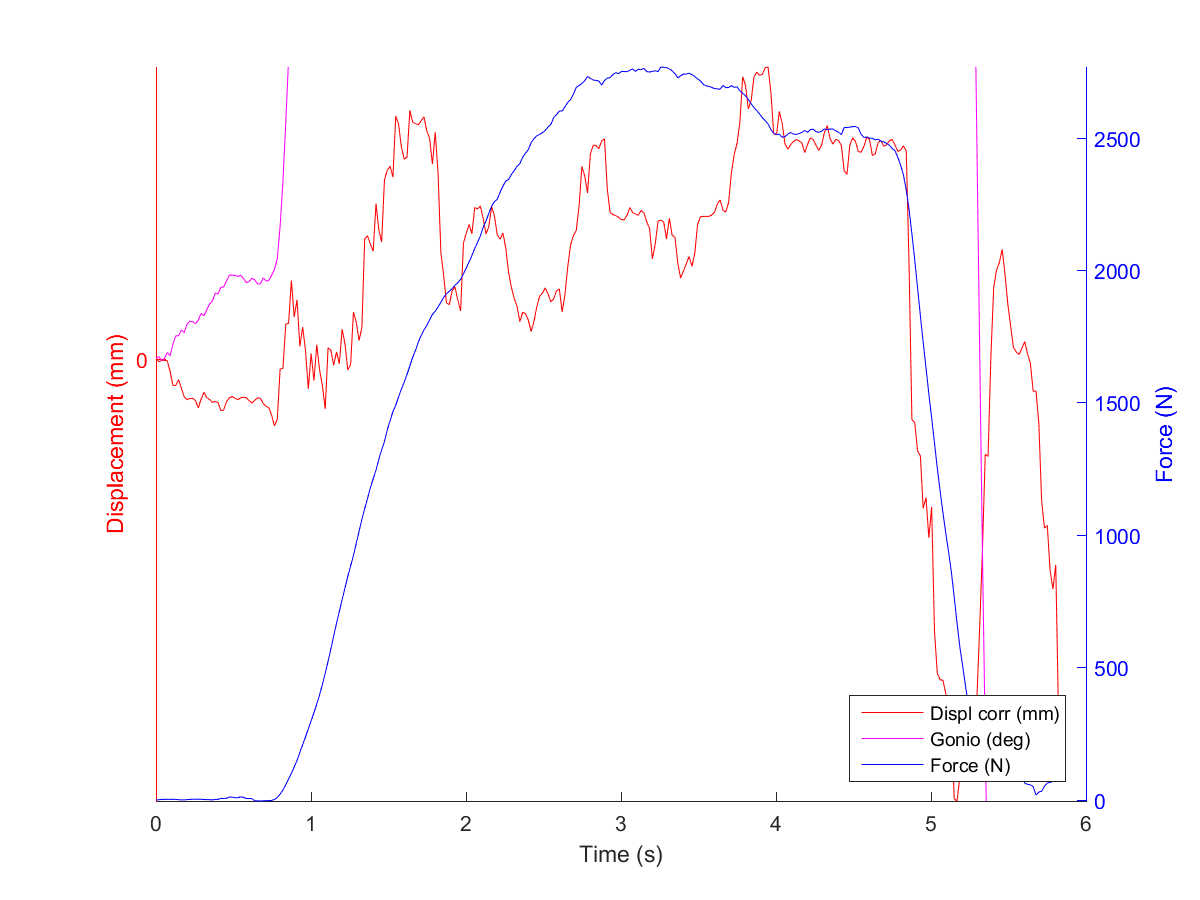 2500
2000
1500
1000
500
0
0
Displacement (mm)
Force (N)
Displ corr (mm)
Gonio (deg)
Force (N)
0 1 2 3 4 5 6
Time (s)